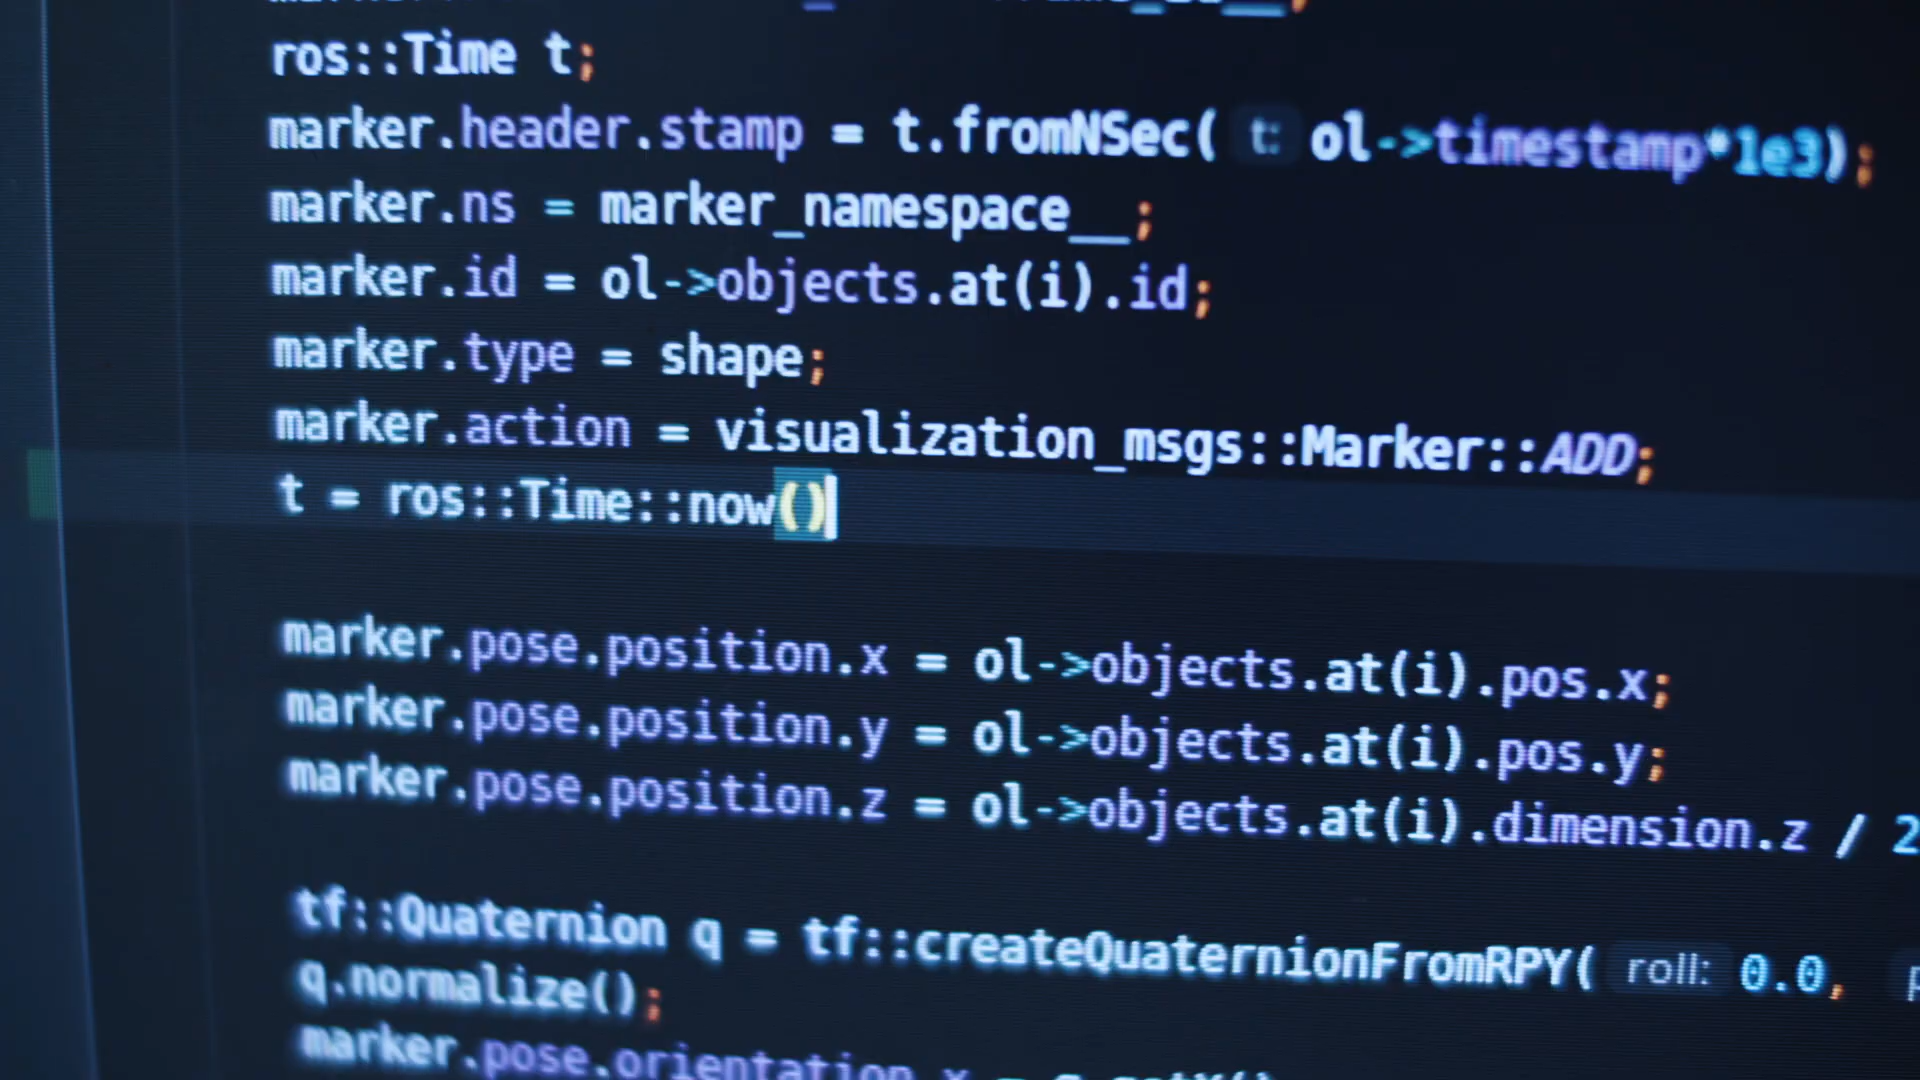 ros::Time t;
marker.header.stamp = t.fromNSec( t: ol->timestamp*1e3);
marker.ns = marker_namespace__;
marker.id = ol->objects.at(i).id;
marker.type = shape;
marker.action = visualization_msgs::Marker::ADD;
t = ros::Time::now()
marker.pose.position.x = ol->objects.at(i).pos.x;
marker.pose.position.y = ol->objects.at(i).pos.y;
marker.pose.position.z = ol->objects.at(i).dimension.z / 2
tf::Quaternion q = tf::createQuaternionFromRPY( roll: 0.0,
q.normalize();
marker.pose.orientation.x =